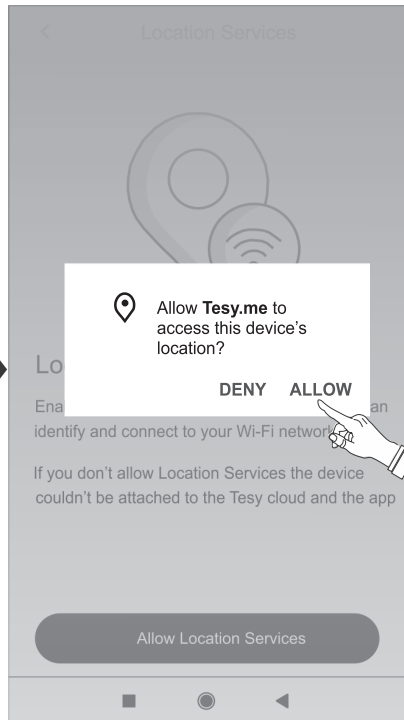 Location Services
Allow Tesy.me to
access this device's
location?
DENY ALLOW
Lo
Ena an
identify and connect to your Wi-Fi network
If you don't allow Location Services the device
couldn't be attached to the Tesy cloud and the app
Allow Location Services